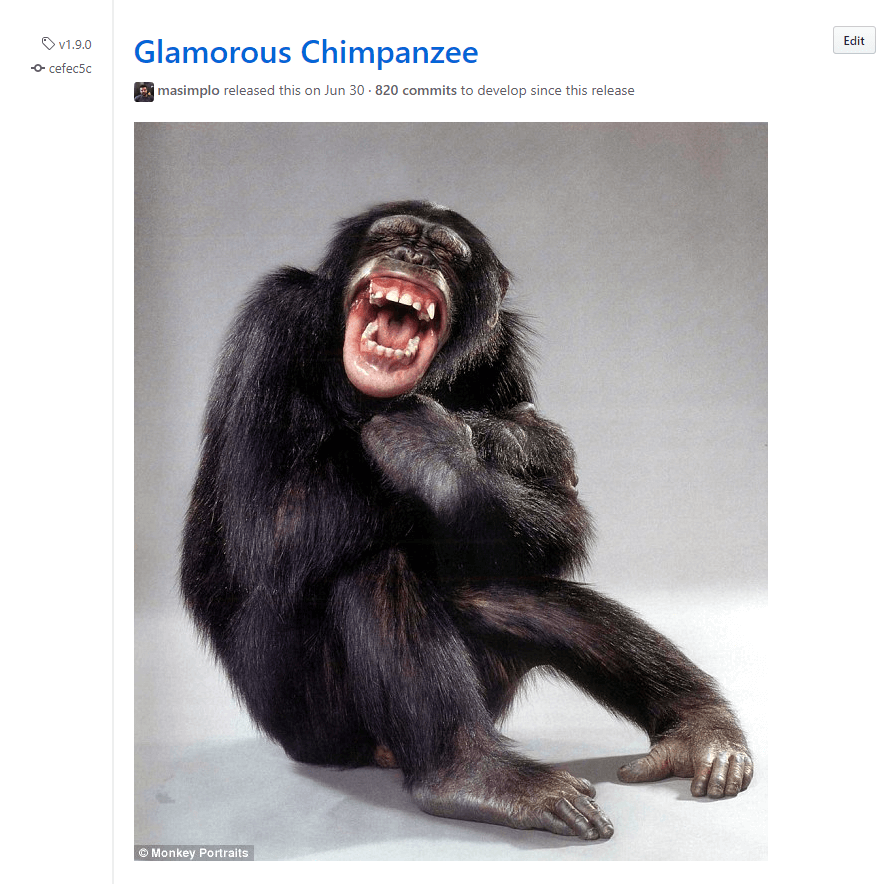 v1.9.0
cefec5c
Glamorous Chimpanzee
Edit
masimplo released this on Jun 30 · 820 commits to develop since this release
© Monkey Portraits